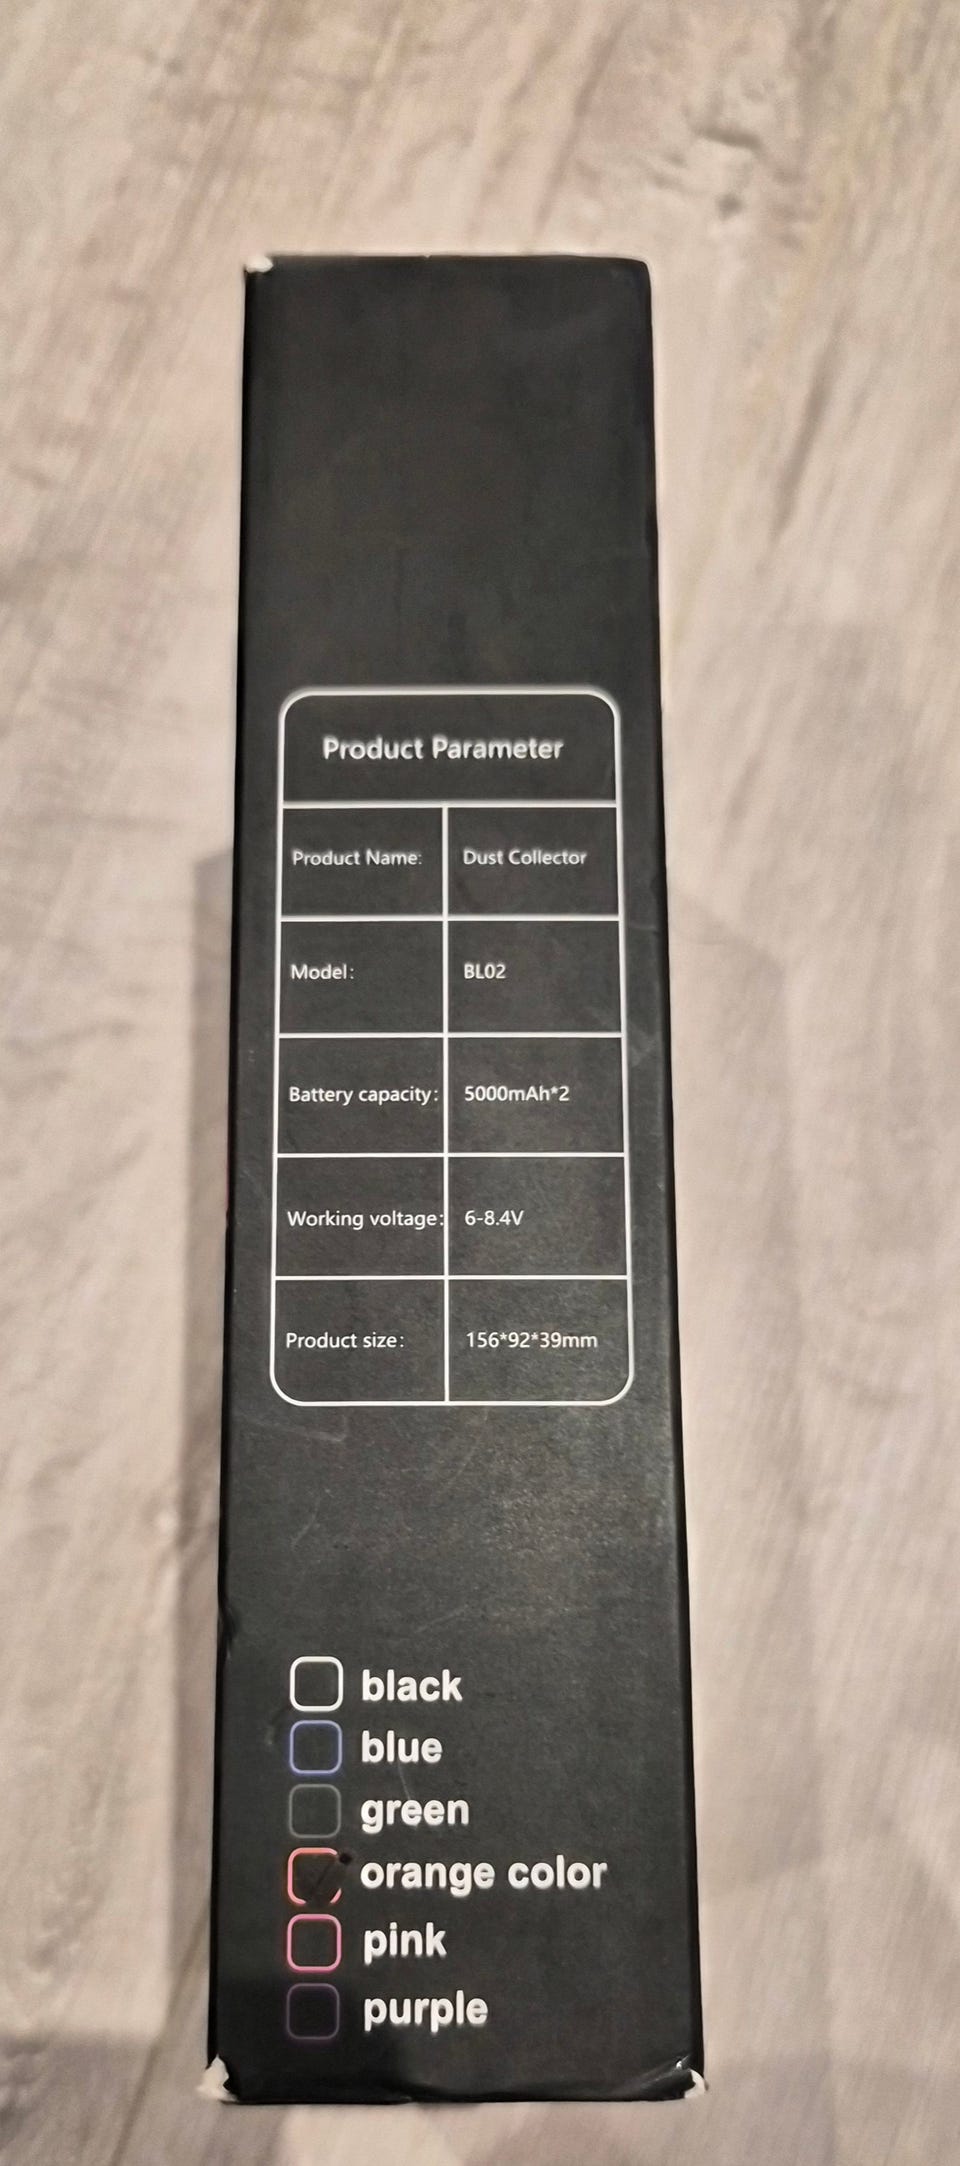 Product Parameter
Product Name: Dust Collector
Model: BL02
Battery capacity: 5000mAh*2
Working voltage: 6-8.4V
Product size: 156*92*39mm
black
blue
green
orange color
pink
purple